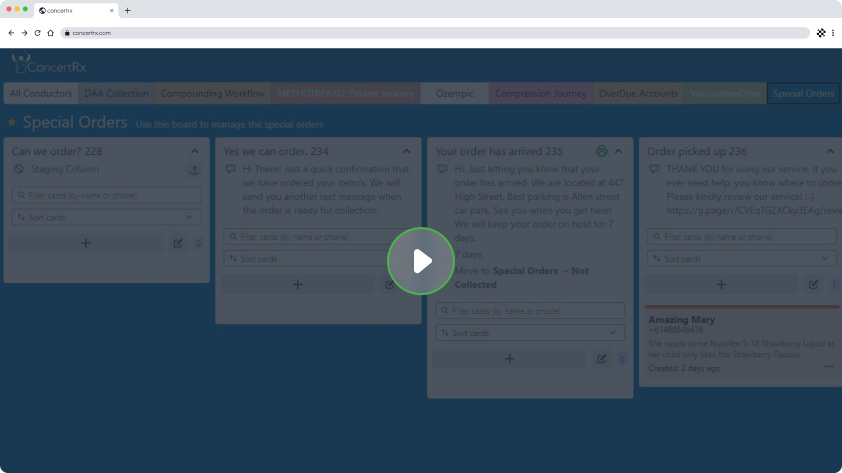 concertrx
concertrx.com
ConcertRx
All Conductors DAA Collection Compounding Workflow METHOTREXATE Patient Journey Ozempic Compression Journey OverDue Accounts Special Orders
Special Orders Use this board to manage the special orders
Can we order? 228
Staging Column
Filter cards (by name or phone)
Sort cards
0
Yes we can order. 234
Hi There! Just a quick confirmation that
we have ordered your item/s. We will
send you another text message when
the order is ready for collection.
Filter cards (by name or phone)
Sort cards
Your order has arrived 235
Hi. Just letting you know that your
order has arrived. We are located at 447
High Street. Best parking is Allen street
car park. See you when you get here!
We will keep your order on hold for 7
days.
7 days
Move to Special Orders → Not
Collected
Filter cards (by name or phone)
Sort cards
0
Order picked up 236
THANK YOU for using our service. If you
ever need help, you know where to come
Please kindly review our service! :-)
https://g.page/r/CVEqTGZXCky3EAg/revi
Filter cards (by name or phone)
Sort cards
1
Amazing Mary
+61488846436
She needs some Nurofen 5-12 Strawberry Liquid as
her child only likes the Strawberry Flavour
Created: 2 days ago